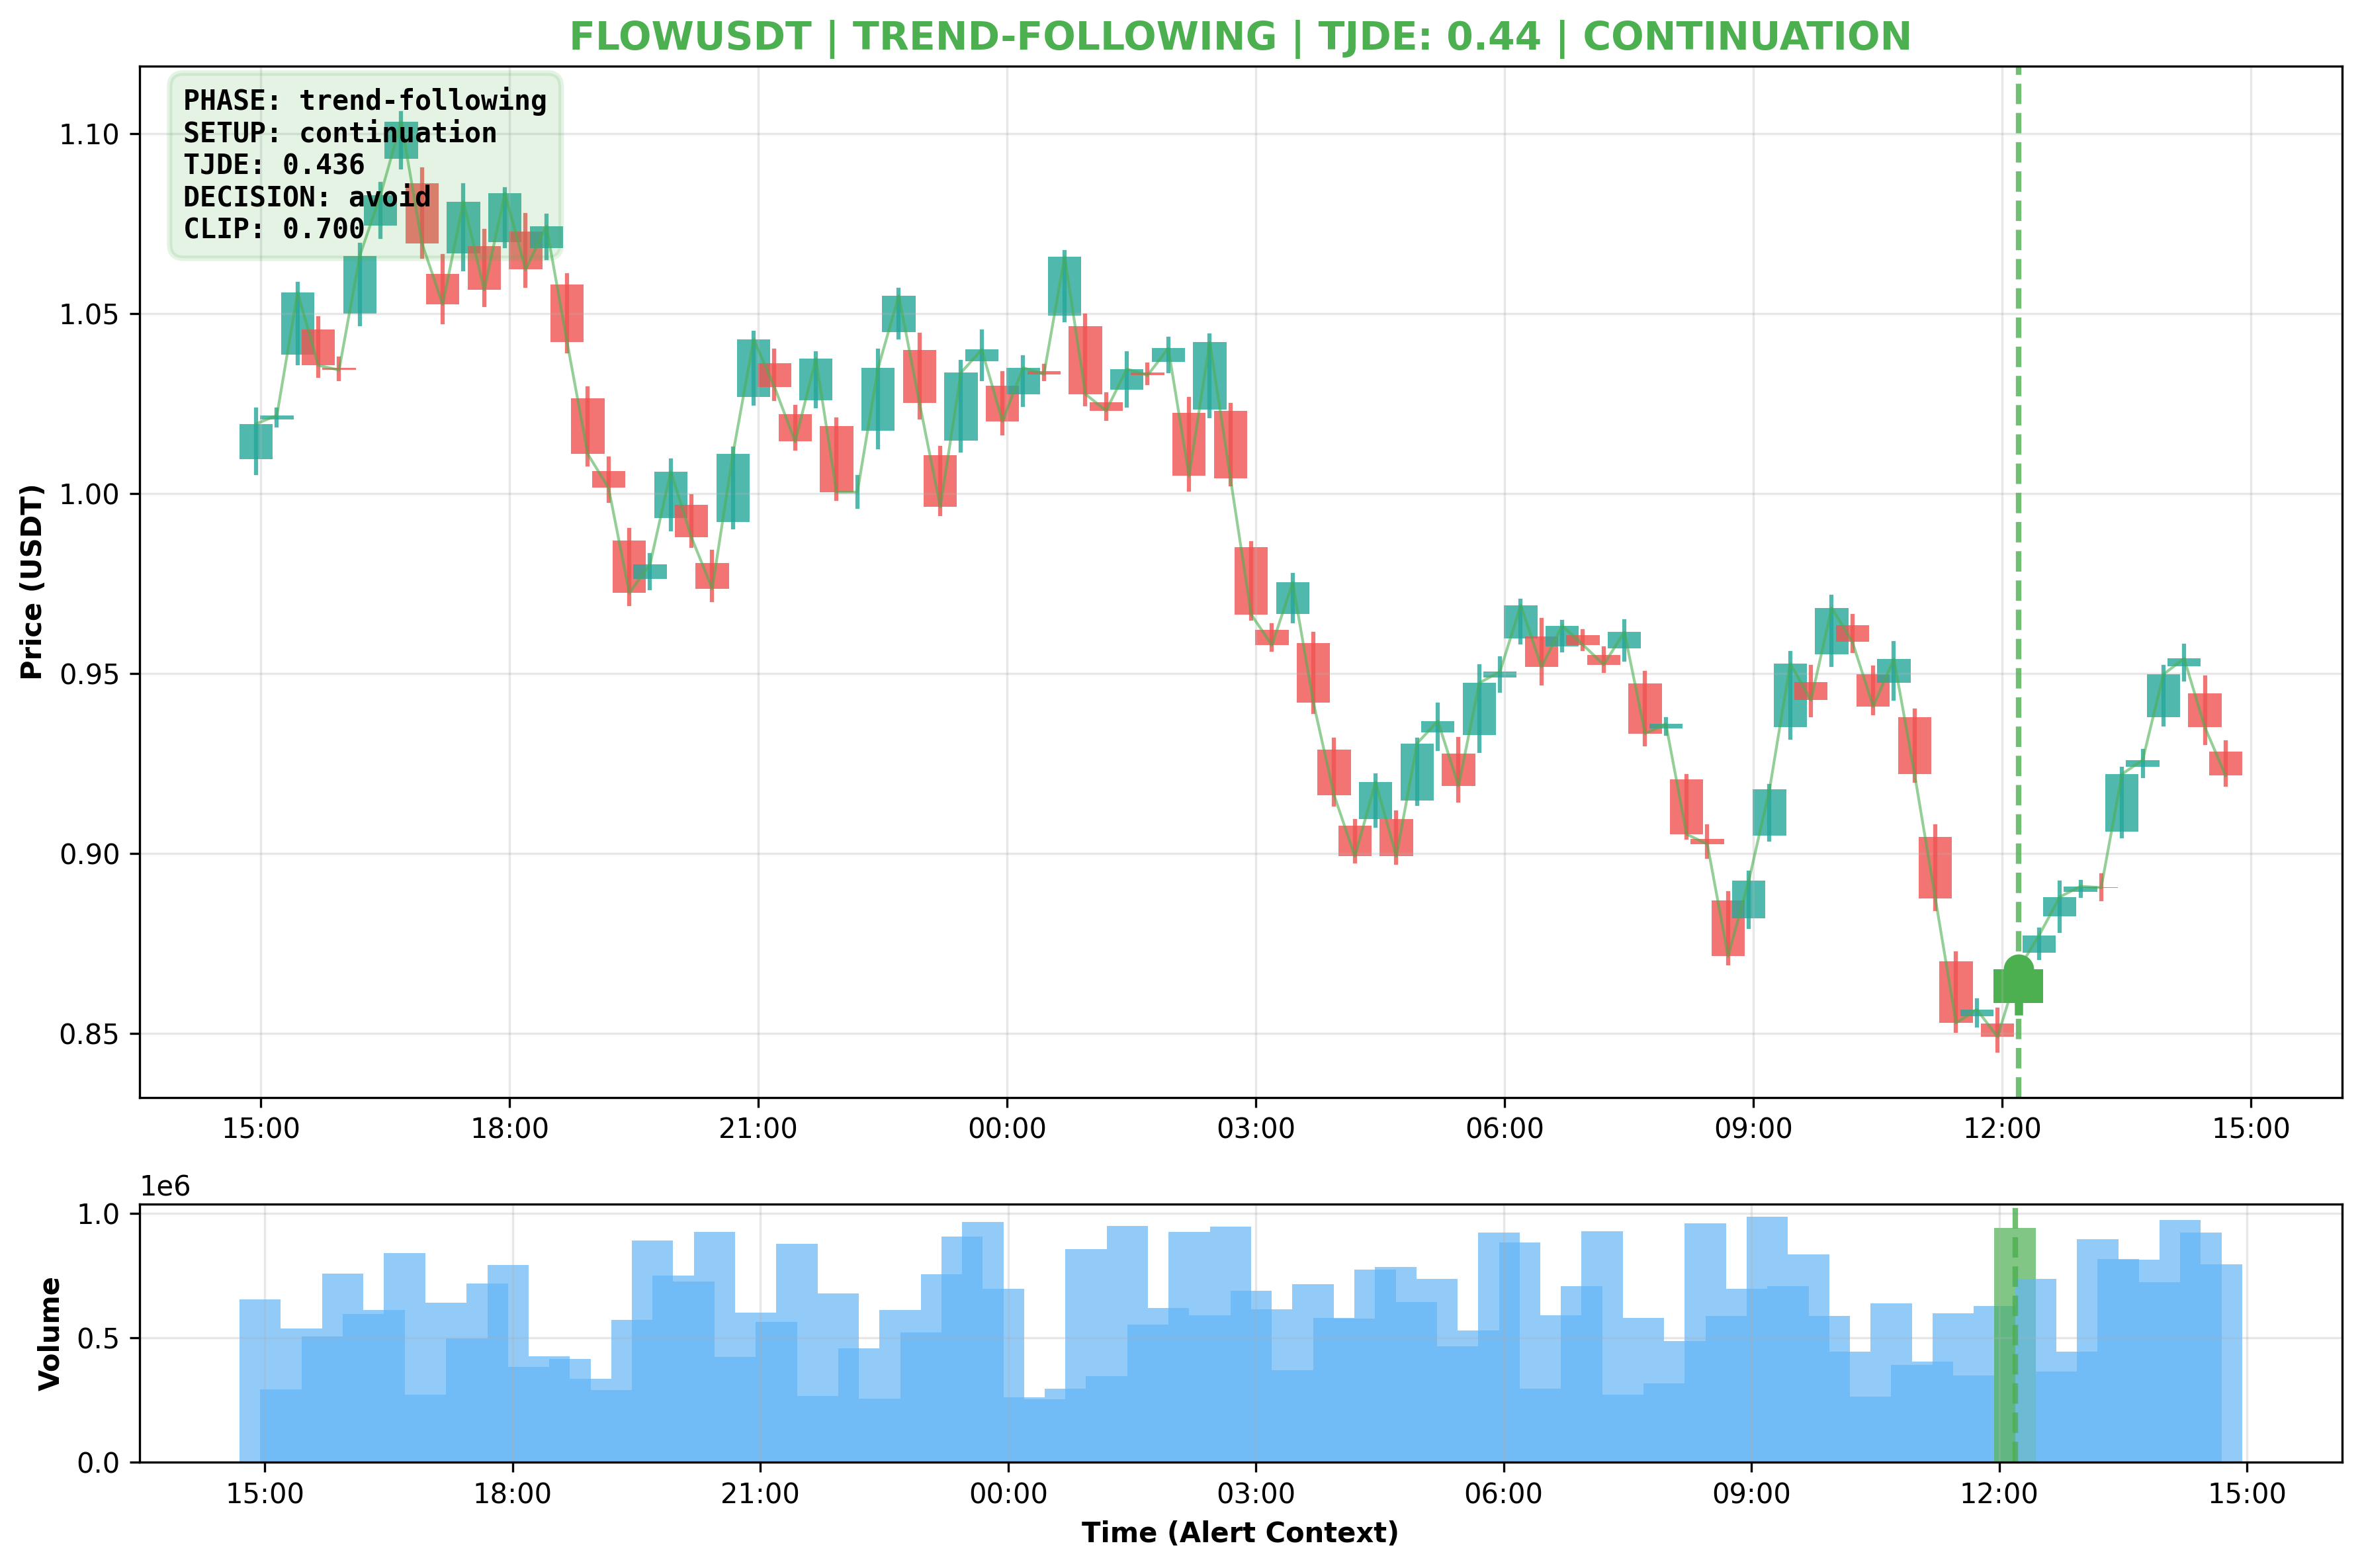 FLOWUSDT | TREND-FOLLOWING | TJDE: 0.44 | CONTINUATION
PHASE: trend-following
SETUP: continuation
TJDE: 0.436
DECISION: avoid
CLIP: 0.700
Price (USDT)
1.10
1.05
1.00
0.95
0.90
0.85
15:00 18:00 21:00 00:00 03:00 06:00 09:00 12:00 15:00
1e6
Volume
1.0
0.5
0.0
15:00 18:00 21:00 00:00 03:00 06:00 09:00 12:00 15:00
Time (Alert Context)